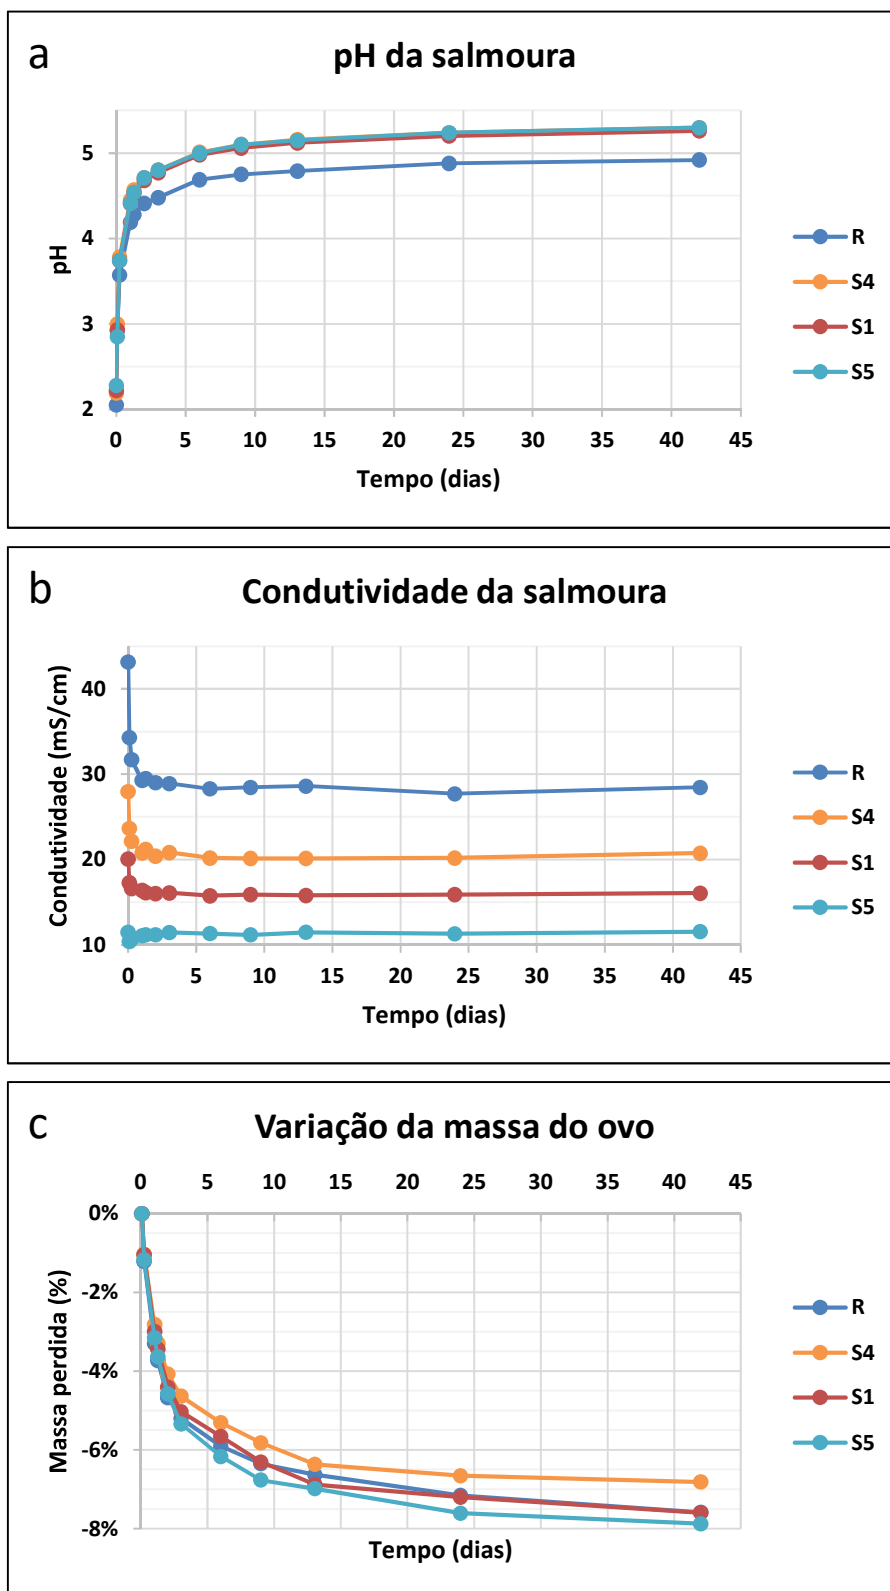 a
pH da salmoura
5
4
3
2
pH
0 5 10 15 20 25 30 35 40 45
Tempo (dias)
R
S4
S1
S5
b
Condutividade da salmoura
40
30
20
10
Condutividade (mS/cm)
0 5 10 15 20 25 30 35 40 45
Tempo (dias)
R
S4
S1
S5
c
Variação da massa do ovo
0 5 10 15 20 25 30 35 40 45
0%
-2%
-4%
-6%
-8%
Massa perdida (%)
Tempo (dias)
R
S4
S1
S5